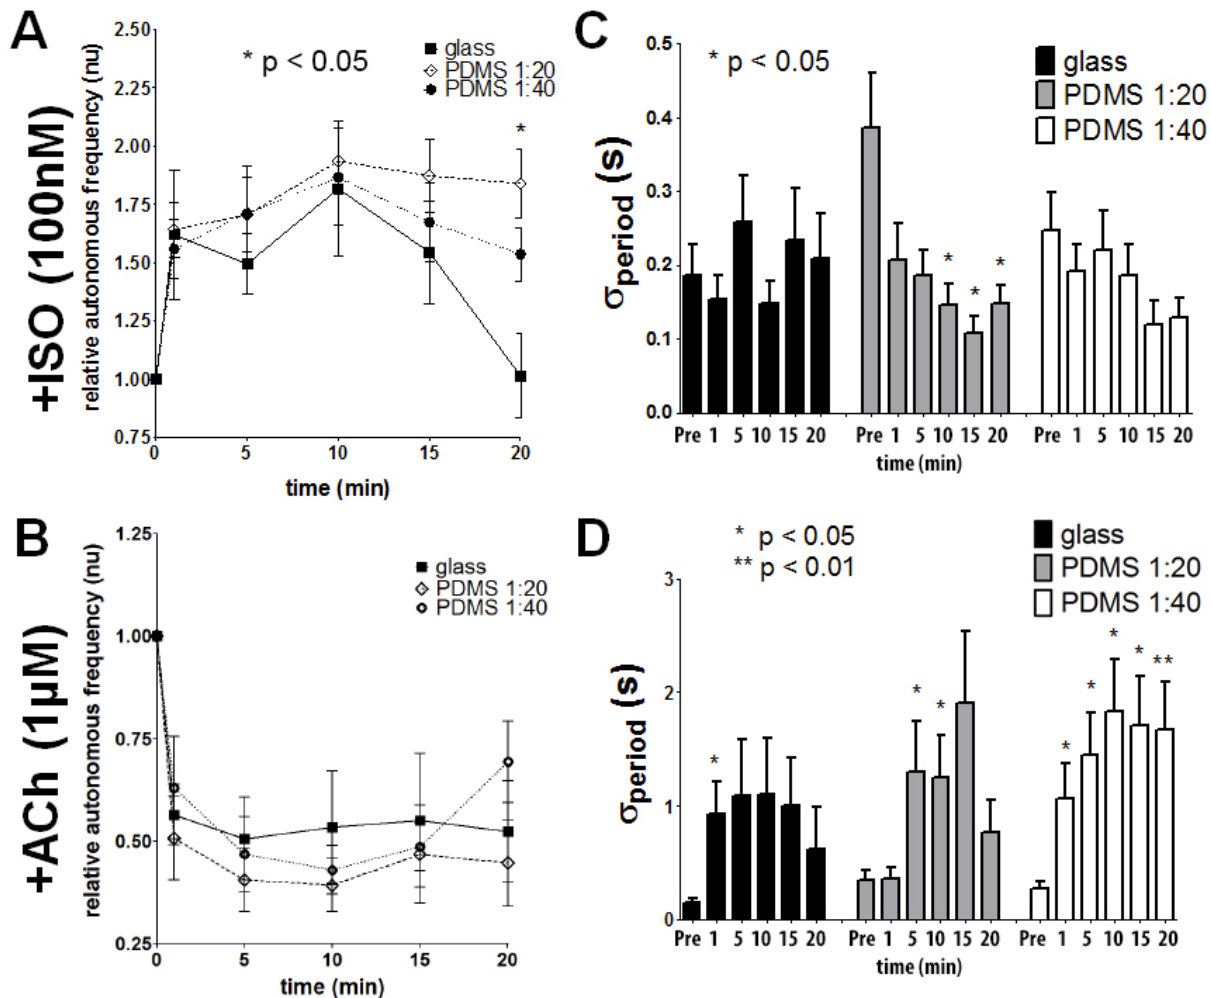 A
+ISO (100nM)
relative autonomous frequency (nu)
2.50
2.25
2.00
1.75
1.50
1.25
1.00
0.75
* p < 0.05
glass
PDMS 1:20
PDMS 1:40
*
0 5 10 15 20
time (min)
C
σperiod (s)
0.5
0.4
0.3
0.2
0.1
0.0
* p < 0.05
glass
PDMS 1:20
PDMS 1:40
* * *
Pre 1 5 10 15 20 Pre 1 5 10 15 20 Pre 1 5 10 15 20
time (min)
B
+ACh (1µM)
relative autonomous frequency (nu)
1.25
1.00
0.75
0.50
0.25
glass
PDMS 1:20
PDMS 1:40
0 5 10 15 20
time (min)
D
σperiod (s)
3
2
1
0
* p < 0.05
** p < 0.01
glass
PDMS 1:20
PDMS 1:40
* * * * * * * **
Pre 1 5 10 15 20 Pre 1 5 10 15 20 Pre 1 5 10 15 20
time (min)